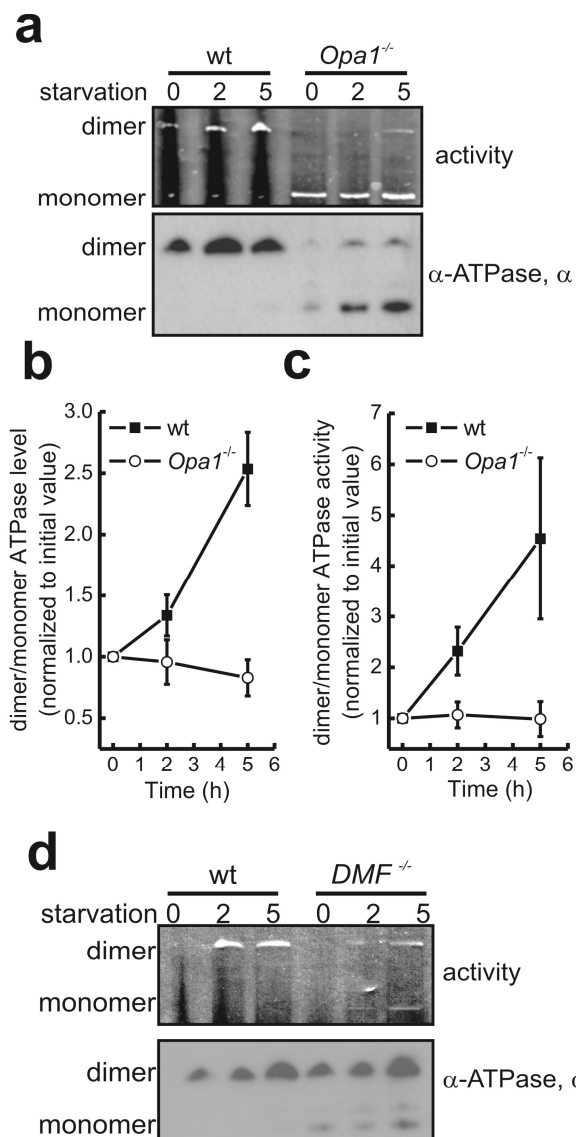 a
wt Opa1-/-
starvation 0 2 5 0 2 5
dimer
activity
monomer
dimer
α-ATPase, α
monomer
b
dimer/monomer ATPase level
(normalized to initial value)
3.0
2.5
2.0
1.5
1.0
0.5
wt
Opa1-/-
0 1 2 3 4 5 6
Time (h)
c
dimer/monomer ATPase activity
(normalized to initial value)
7
6
5
4
3
2
1
wt
Opa1-/-
0 1 2 3 4 5 6
Time (h)
d
wt DMF -/-
starvation 0 2 5 0 2 5
dimer
activity
monomer
dimer
α-ATPase,
monomer